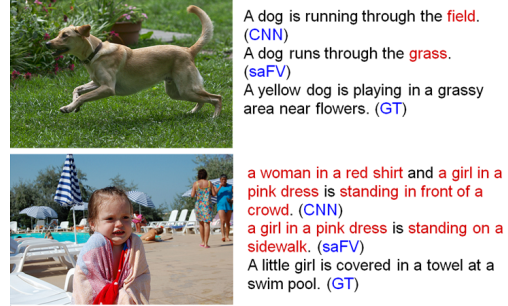 A dog is running through the field.
(CNN)
A dog runs through the grass.
(saFV)
A yellow dog is playing in a grassy
area near flowers. (GT)
a woman in a red shirt and a girl in a
pink dress is standing in front of a
crowd. (CNN)
a girl in a pink dress is standing on a
sidewalk. (saFV)
A little girl is covered in a towel at a
swim pool. (GT)